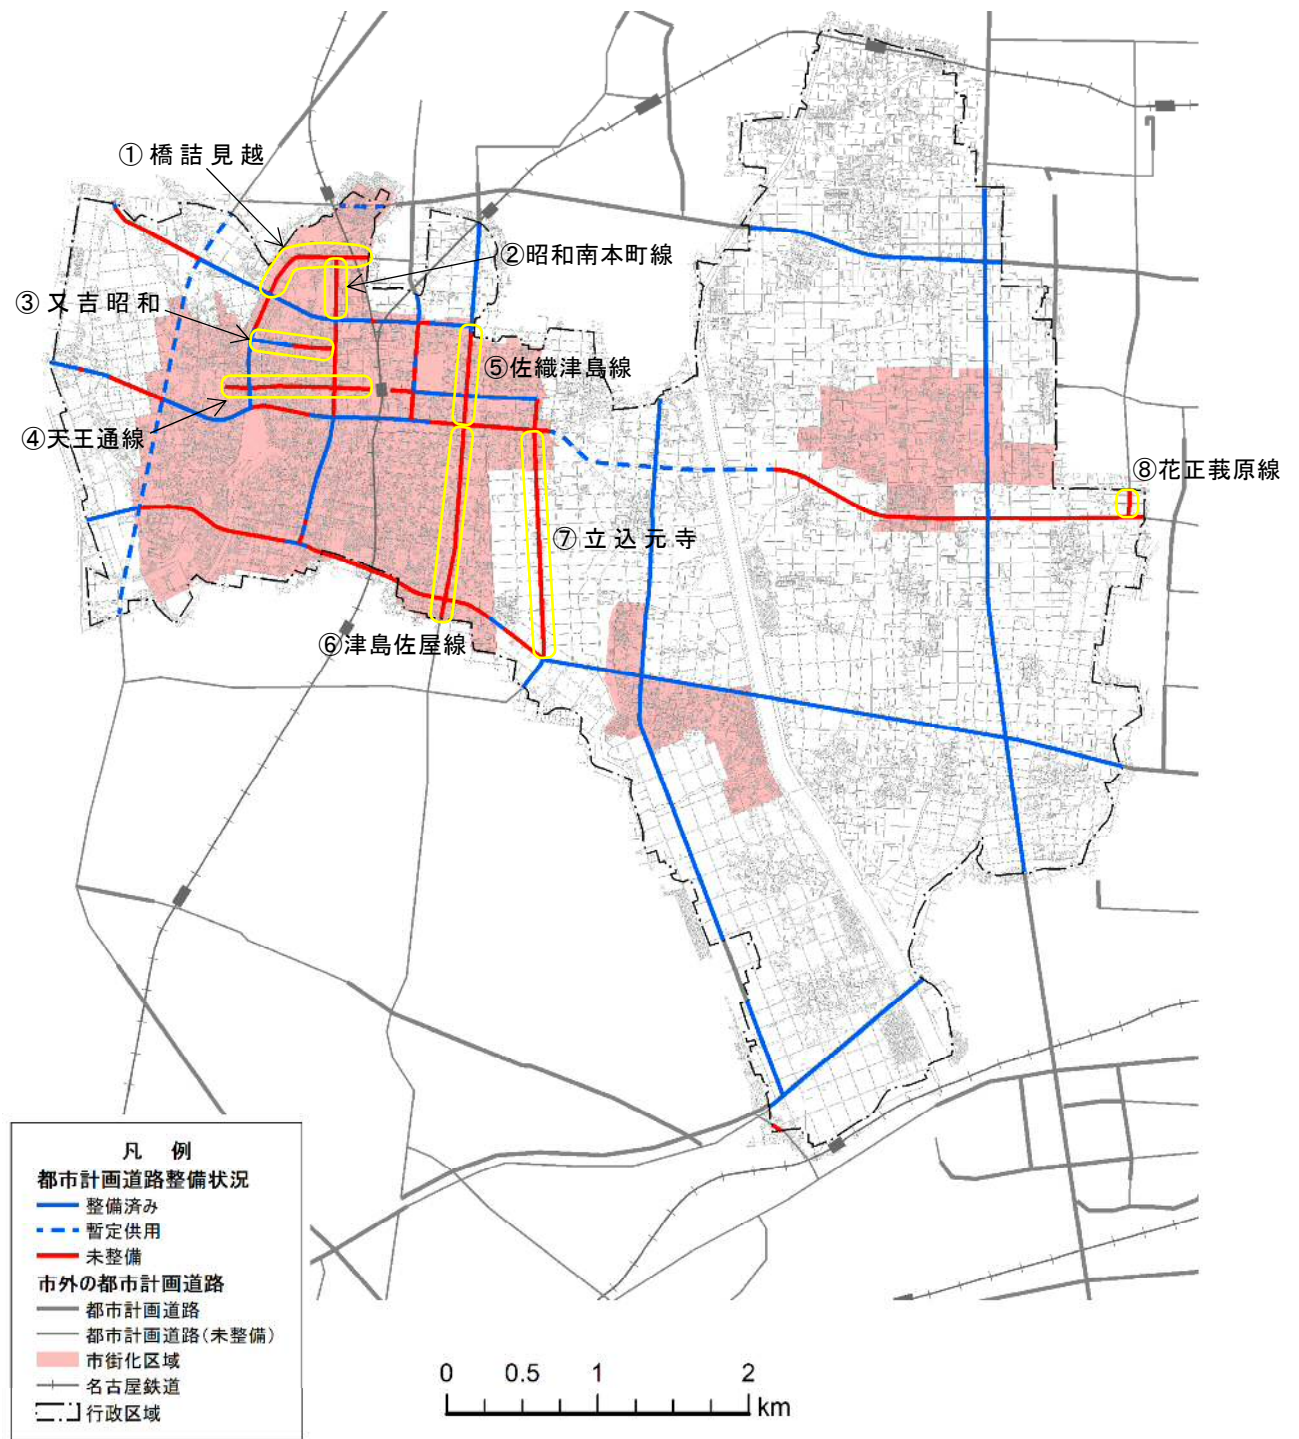 ①橋詰見越
②昭和南本町線
③又吉昭和
⑤佐織津島線
④天王通線
⑧花正莪原線
⑦立込元寺
⑥津島佐屋線
凡 例
都市計画道路整備状況
整備済み
暫定供用
未整備
市外の都市計画道路
都市計画道路
都市計画道路(未整備)
市街化区域
名古屋鉄道
行政区域
0 0.5 1 2
km